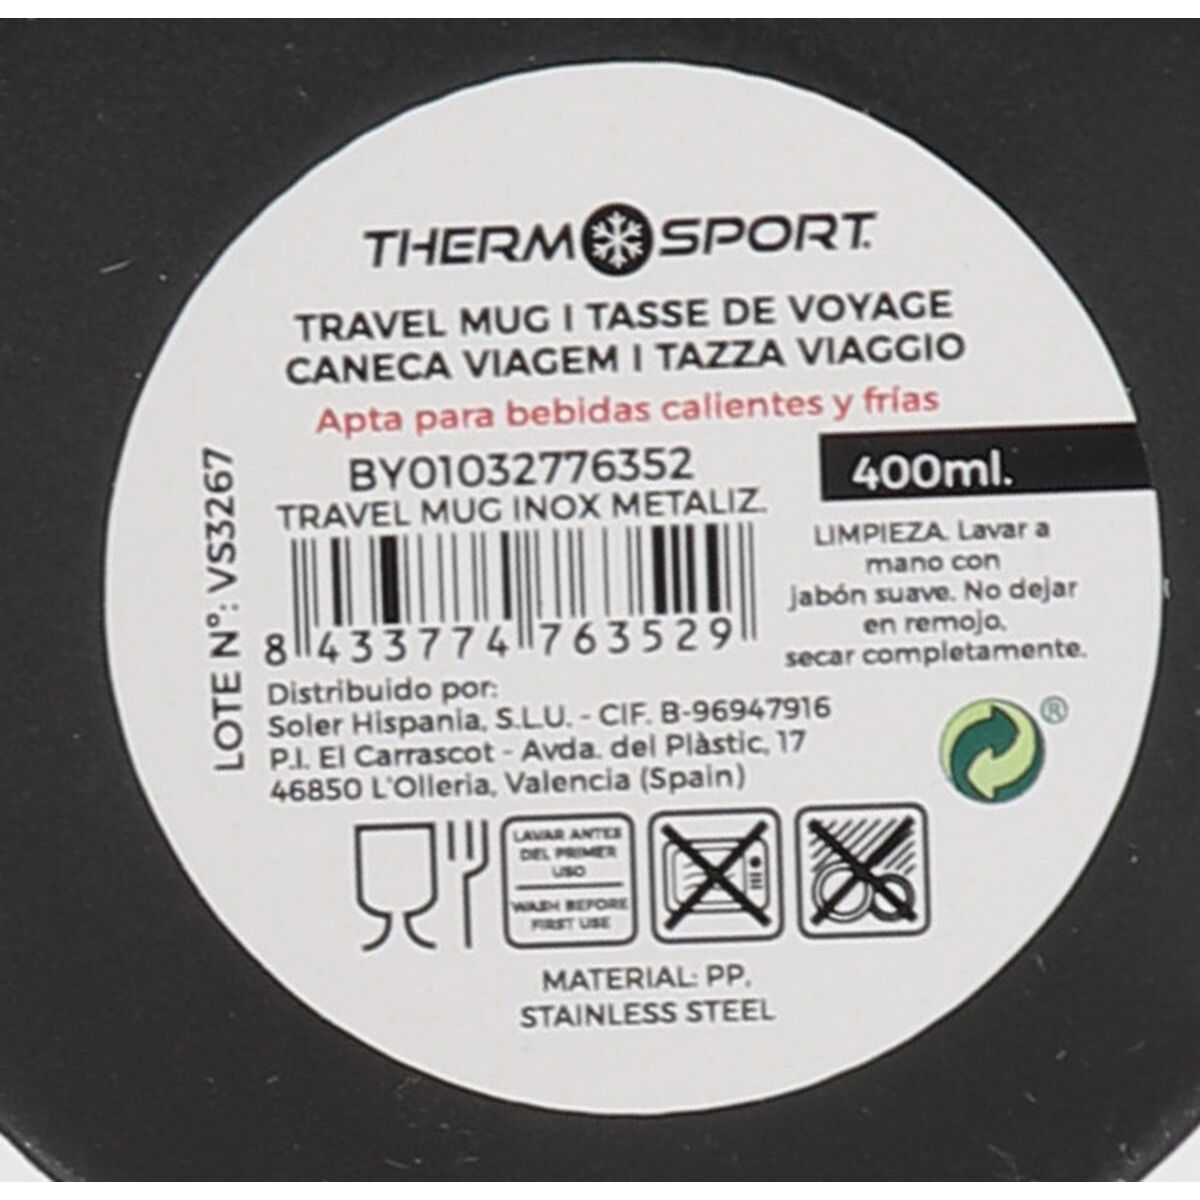 THERMOSPORT.
TRAVEL MUG I TASSE DE VOYAGE
CANECA VIAGEM I TAZZA VIAGGIO
Apta para bebidas calientes y frías
400ml.
BY01032776352
TRAVEL MUG INOX METALIZ.
8 433774 763529
LOTE Nº: VS3267
LIMPIEZA. Lavar a
mano con
jabón suave. No dejar
en remojo,
secar completamente.
Distribuido por:
Soler Hispania, S.L.U. - CIF. B-96947916
P.I. El Carrascot - Avda. del Plàstic, 17
46850 L'Olleria, Valencia (Spain)
®
LAVAR ANTES
DEL PRIMER
USO
WASH BEFORE
FIRST USE
MATERIAL: PP.
STAINLESS STEEL